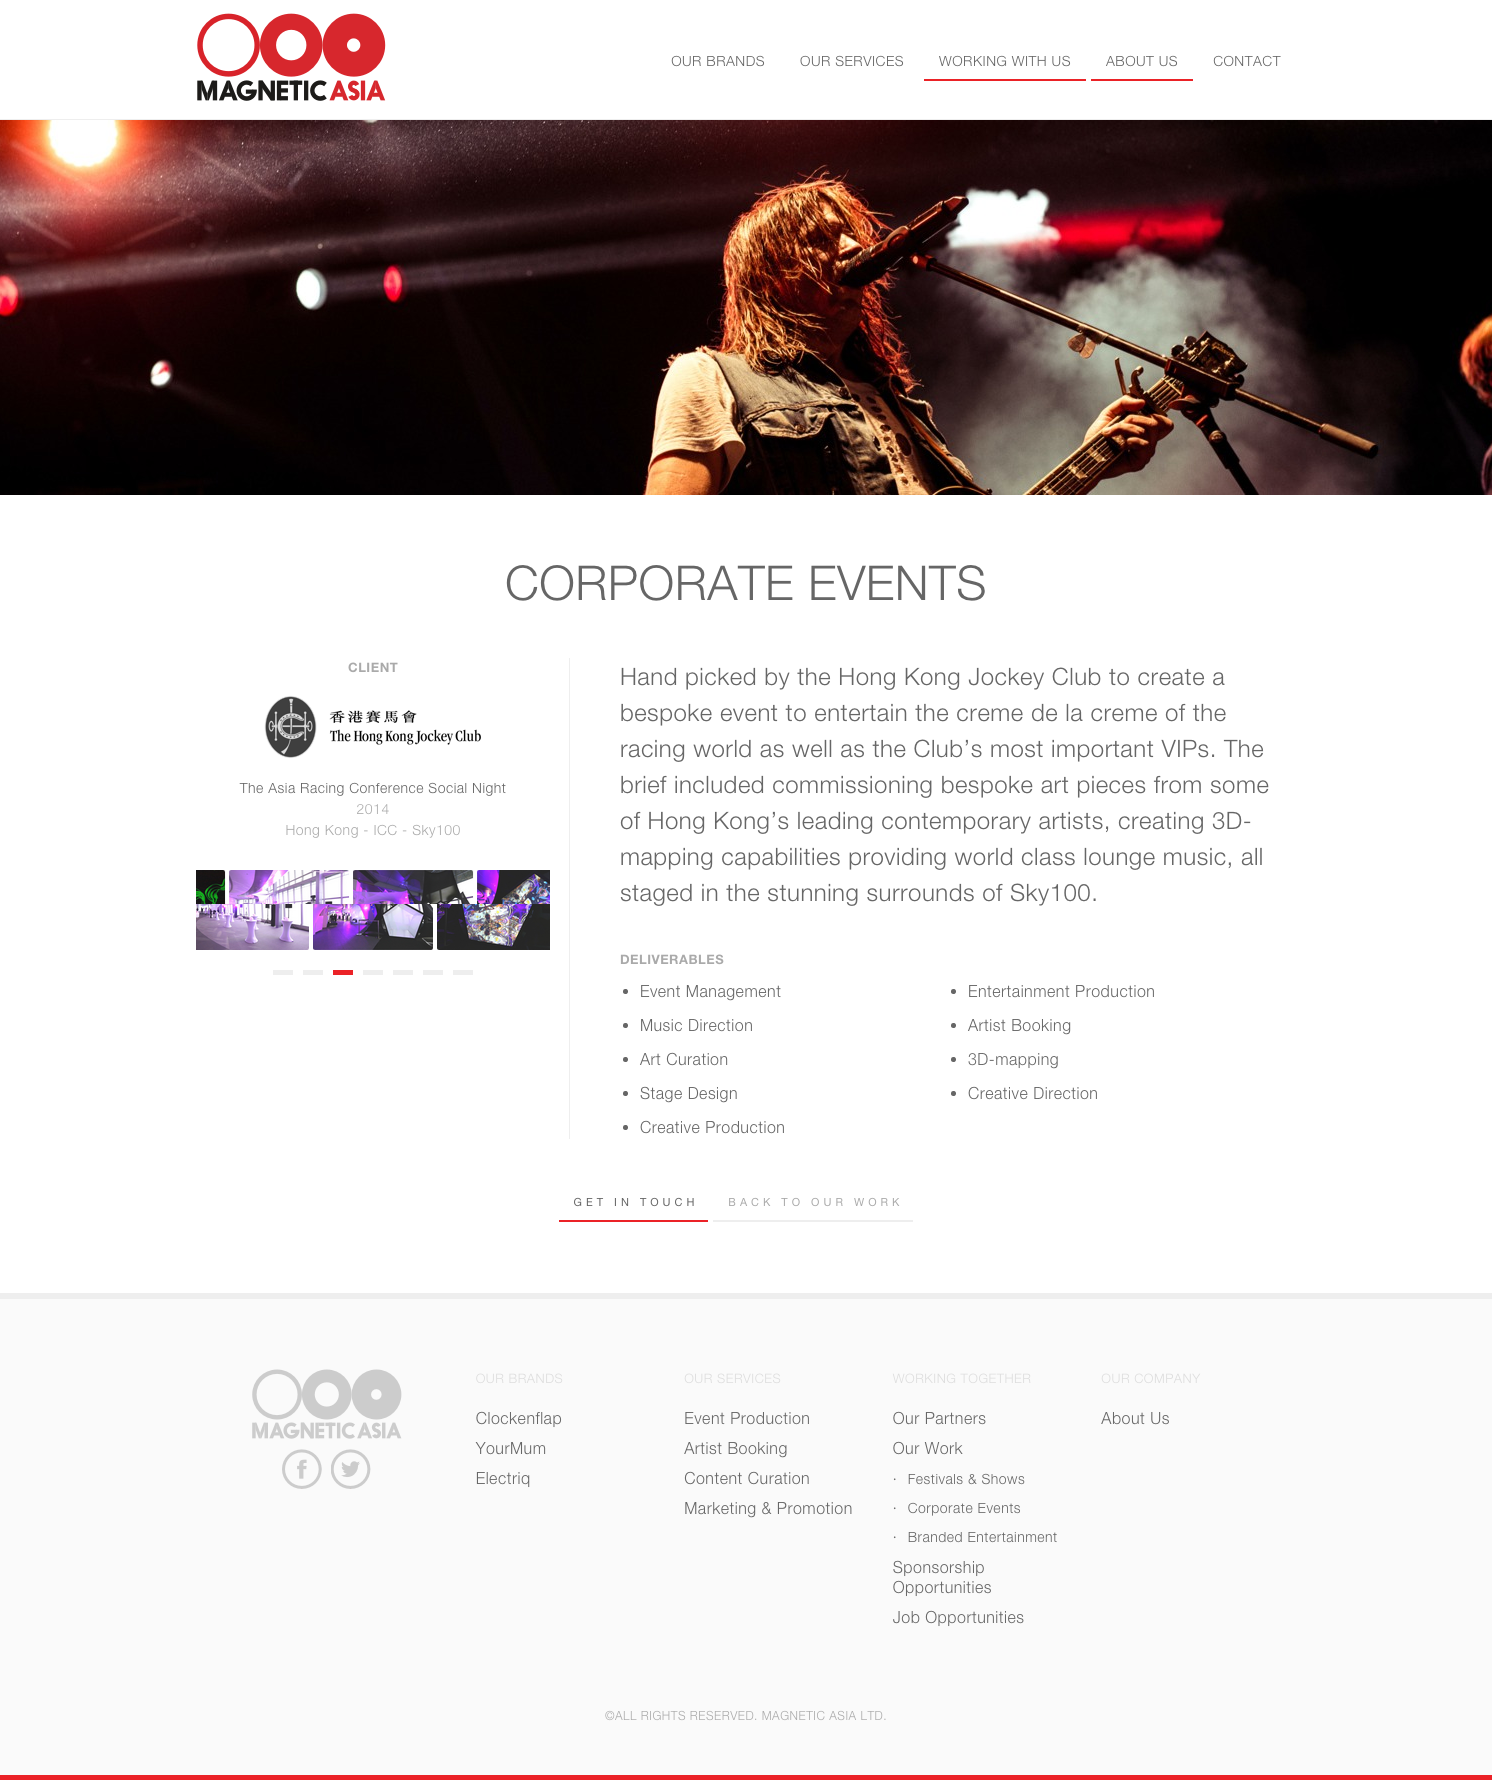 MAGNETIC ASIA
OUR BRANDS
OUR SERVICES
WORKING WITH US
ABOUT US
CONTACT
CORPORATE EVENTS
CLIENT
香港賽馬會
The Hong Kong Jockey Club
The Asia Racing Conference Social Night
2014
Hong Kong - ICC - Sky100
Hand picked by the Hong Kong Jockey Club to create a
bespoke event to entertain the creme de la creme of the
racing world as well as the Club’s most important VIPs. The
brief included commissioning bespoke art pieces from some
of Hong Kong’s leading contemporary artists, creating 3D-
mapping capabilities providing world class lounge music, all
staged in the stunning surrounds of Sky100.
DELIVERABLES
• Event Management
• Music Direction
• Art Curation
• Stage Design
• Creative Production
• Entertainment Production
• Artist Booking
• 3D-mapping
• Creative Direction
GET IN TOUCH
BACK TO OUR WORK
MAGNETIC ASIA
OUR BRANDS
Clockenflap
YourMum
Electriq
OUR SERVICES
Event Production
Artist Booking
Content Curation
Marketing & Promotion
WORKING TOGETHER
Our Partners
Our Work
· Festivals & Shows
· Corporate Events
· Branded Entertainment
Sponsorship
Opportunities
Job Opportunities
OUR COMPANY
About Us
©ALL RIGHTS RESERVED. MAGNETIC ASIA LTD.